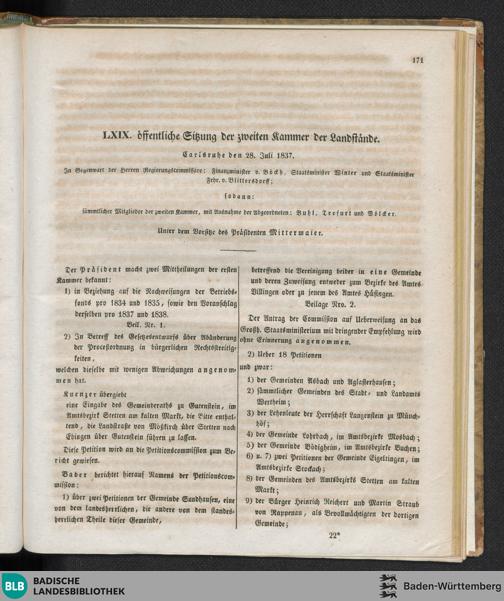 171
LXIX. öffentliche Sitzung der zweiten Kammer der Landstände.
Carlsruhe den 28. Juli 1837.
In Gegenwart der Herren Regierungscommissäre: Finanzminister v. Böckh, Staatsminister Winter und Staatsminister
Frhr. v. Blittersdorff;
sodann:
sämmtlicher Mitglieder der zweiten Kammer, mit Ausnahme der Abgeordneten: Buhl, Trefurt und Völcker.
Unter dem Vorsitze des Präsidenten Mittermaier.
Der Präsident macht zwei Mittheilungen der ersten
Kammer bekannt:
1) in Beziehung auf die Nachweisungen der Betriebs-
fonts pro 1834 und 1835, sowie den Voranschlag
derselben pro 1837 und 1838.
Beil. Nr. 1.
2) In Betreff des Gesetzesentwurfs über Abänderung
der Proceßordnung in bürgerlichen Rechtsstreitig-
keiten,
welchen dieselbe mit wenigen Abweichungen angenom-
men hat.
Kuenzer übergiebt
eine Eingabe des Gemeinderaths zu Gutenstein, im
Amtsbezirk Stetten am kalten Markt, die Bitte enthal-
tend, die Landstraße von Mößkirch über Stetten nach
Ebingen über Gutenstein führen zu lassen.
Diese Petition wird an die Petitionscommission zum Be-
richt gewiesen.
Bader berichtet hierauf Namens der Petitionscom-
mission:
1) über zwei Petitionen der Gemeinde Sandhausen, eine
von dem landesherrlichen, die andere von dem standes-
herrlichen Theile dieser Gemeinde,
betreffend die Vereinigung beider in eine Gemeinde
und deren Zuweisung entweder zum Bezirke des Amtes
Villingen oder zu jenem des Amtes Hüfingen.
Beilage Nro. 2.
Der Antrag der Commission auf Ueberweisung an das
Großh. Staatsministerium mit dringender Empfehlung wird
ohne Erinnerung angenommen.
2) Ueber 18 Petitionen
und zwar:
1) der Gemeinden Asbach und Aglasterhausen;
2) sämmtlicher Gemeinden des Stadt- und Landamts
Wertheim;
3) der Lehenleute der Herrschaft Langenstein zu Münch-
höf;
4) der Gemeinde Lohrbach, im Amtsbezirk Mosbach;
5) der Gemeinde Bödigheim, im Amtsbezirke Buchen;
6) u. 7) zwei Petitionen der Gemeinde Eigeltingen, im
Amtsbezirke Stockach;
8) der Gemeinden des Amtsbezirks Stetten am kalten
Markt;
9) der Bürger Heinrich Reichert und Martin Straub
von Rappenau, als Bevollmächtigten der dortigen
Gemeinde;
22*
BLB
BADISCHE
LANDESBIBLIOTHEK
Baden-Württemberg